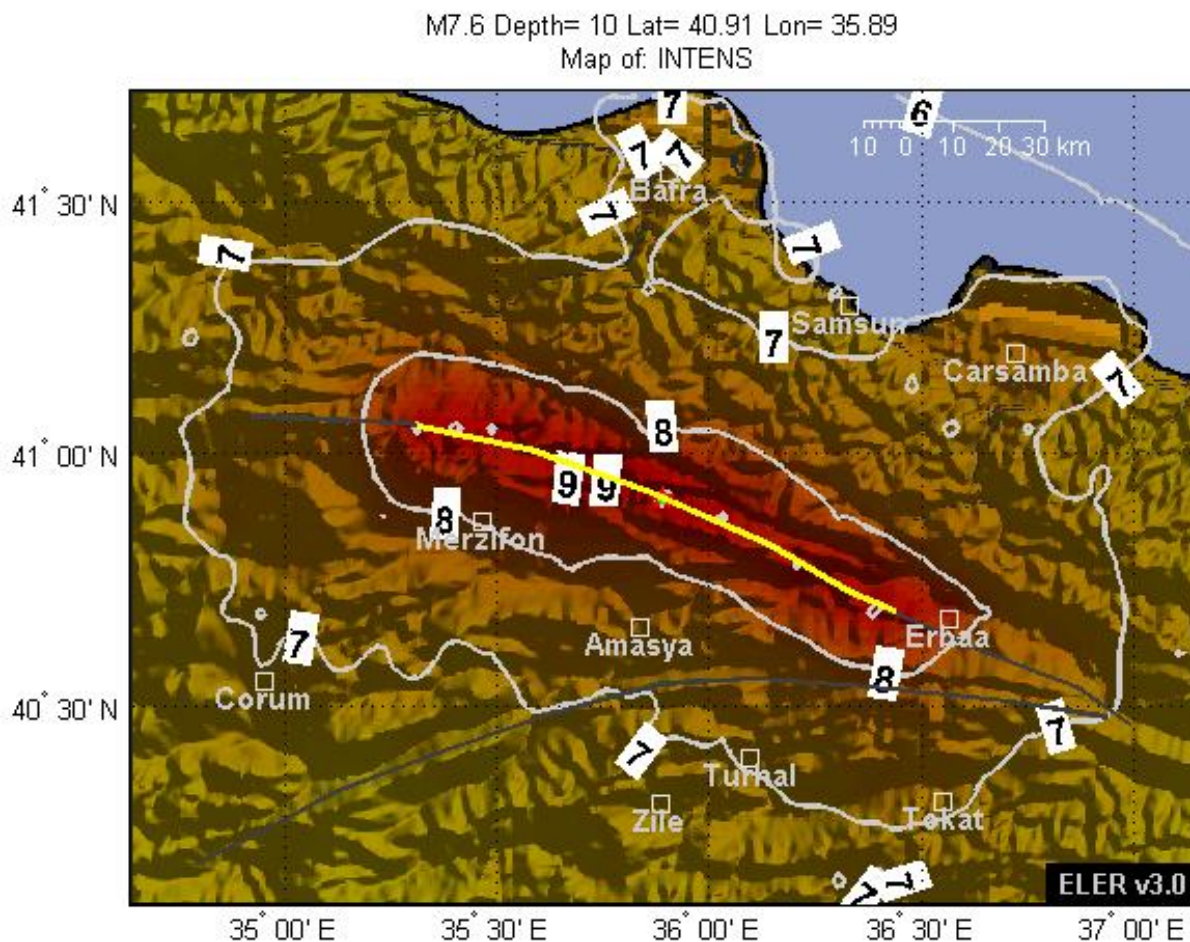 M7.6 Depth= 10 Lat= 40.91 Lon= 35.89
Map of: INTENS
7
6
10 0 10 20 30 km
7 7
Bafra
41° 30' N
7
7
7
Samsun
7
Carsamba
7
8
41° 00' N
9 9
8
Merzifon
Erbaa
Amasya
7
8
Corum
40° 30' N
7
7
Turhal
Zile
Tokat
7 7
ELER v3.0
35° 00' E
35° 30' E
36° 00' E
36° 30' E
37° 00' E